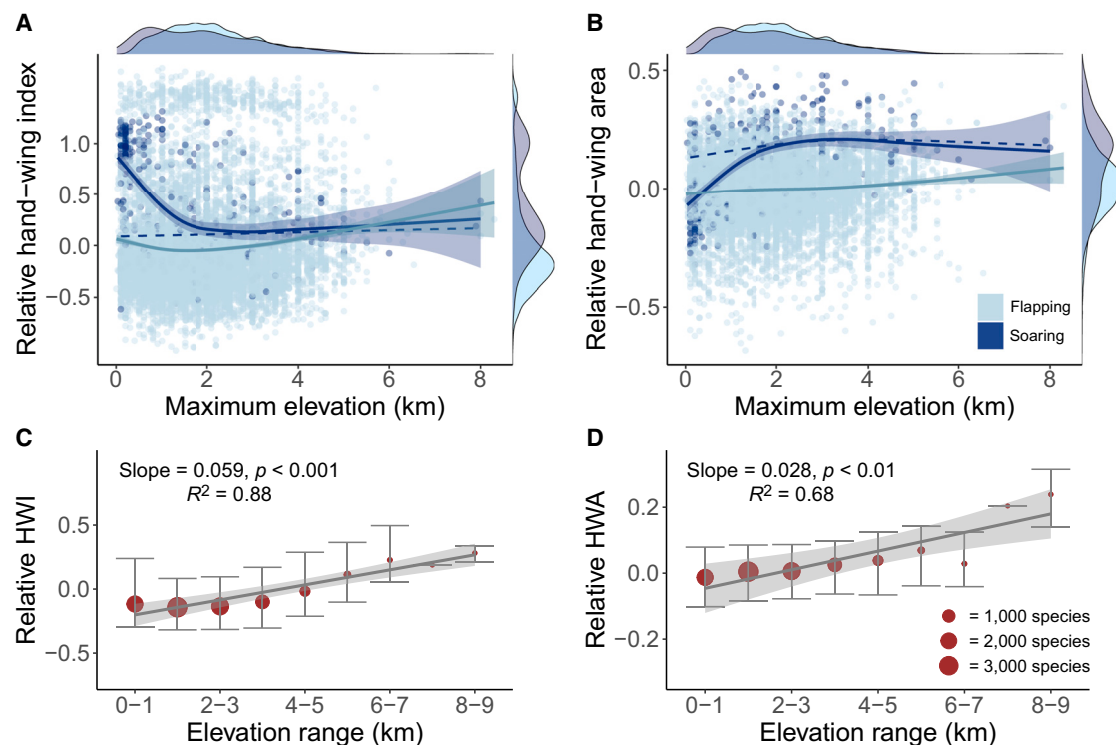 A
Relative hand−wing index
1.0
0.5
0.0
−0.5
0 2 4 6 8
Maximum elevation (km)
B
Relative hand−wing area
0.5
0.0
−0.5
Flapping
Soaring
0 2 4 6 8
Maximum elevation (km)
C
Slope = 0.059, p < 0.001
R² = 0.88
Relative HWI
0.5
0.0
−0.5
0−1 2−3 4−5 6−7 8−9
Elevation range (km)
D
Slope = 0.028, p < 0.01
R² = 0.68
Relative HWA
0.2
0.0
−0.2
= 1,000 species
= 2,000 species
= 3,000 species
0−1 2−3 4−5 6−7 8−9
Elevation range (km)